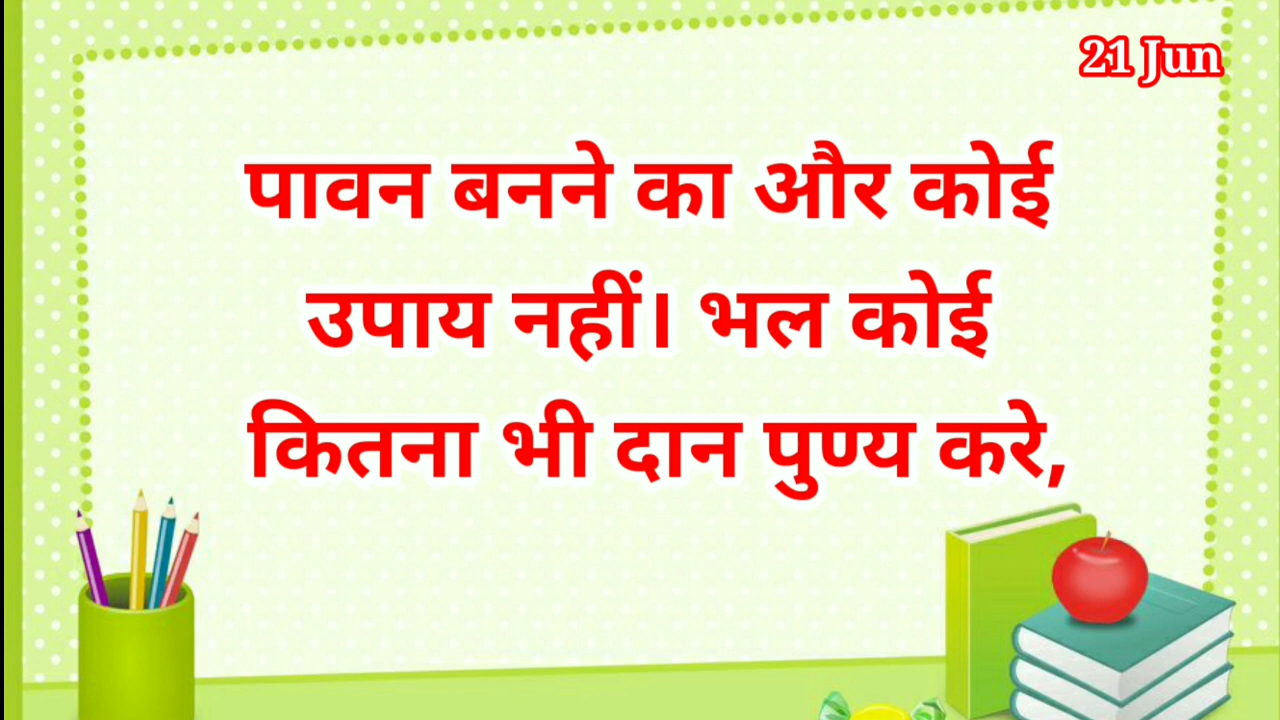 21 Jun
पावन बनने का और कोई
उपाय नहीं। भल कोई
कितना भी दान पुण्य करे,